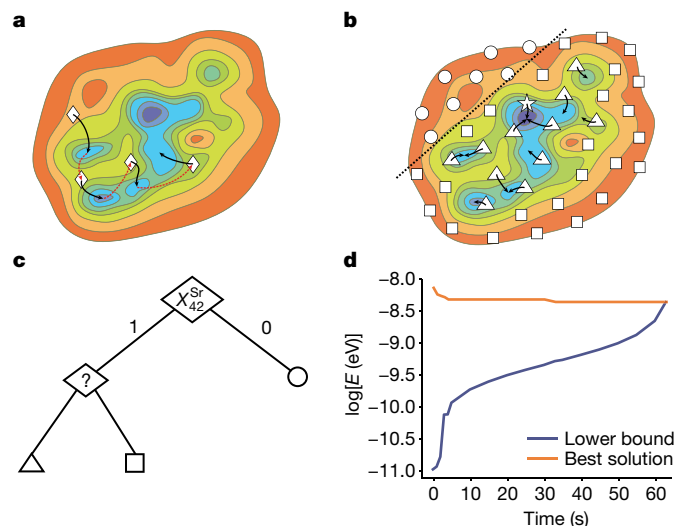 a
b
c
X₄₂^Sr
1
0
?
d
log[E (eV)]
−8.0
−8.5
−9.0
−9.5
−10.0
−10.5
−11.0
Lower bound
Best solution
0 10 20 30 40 50 60
Time (s)